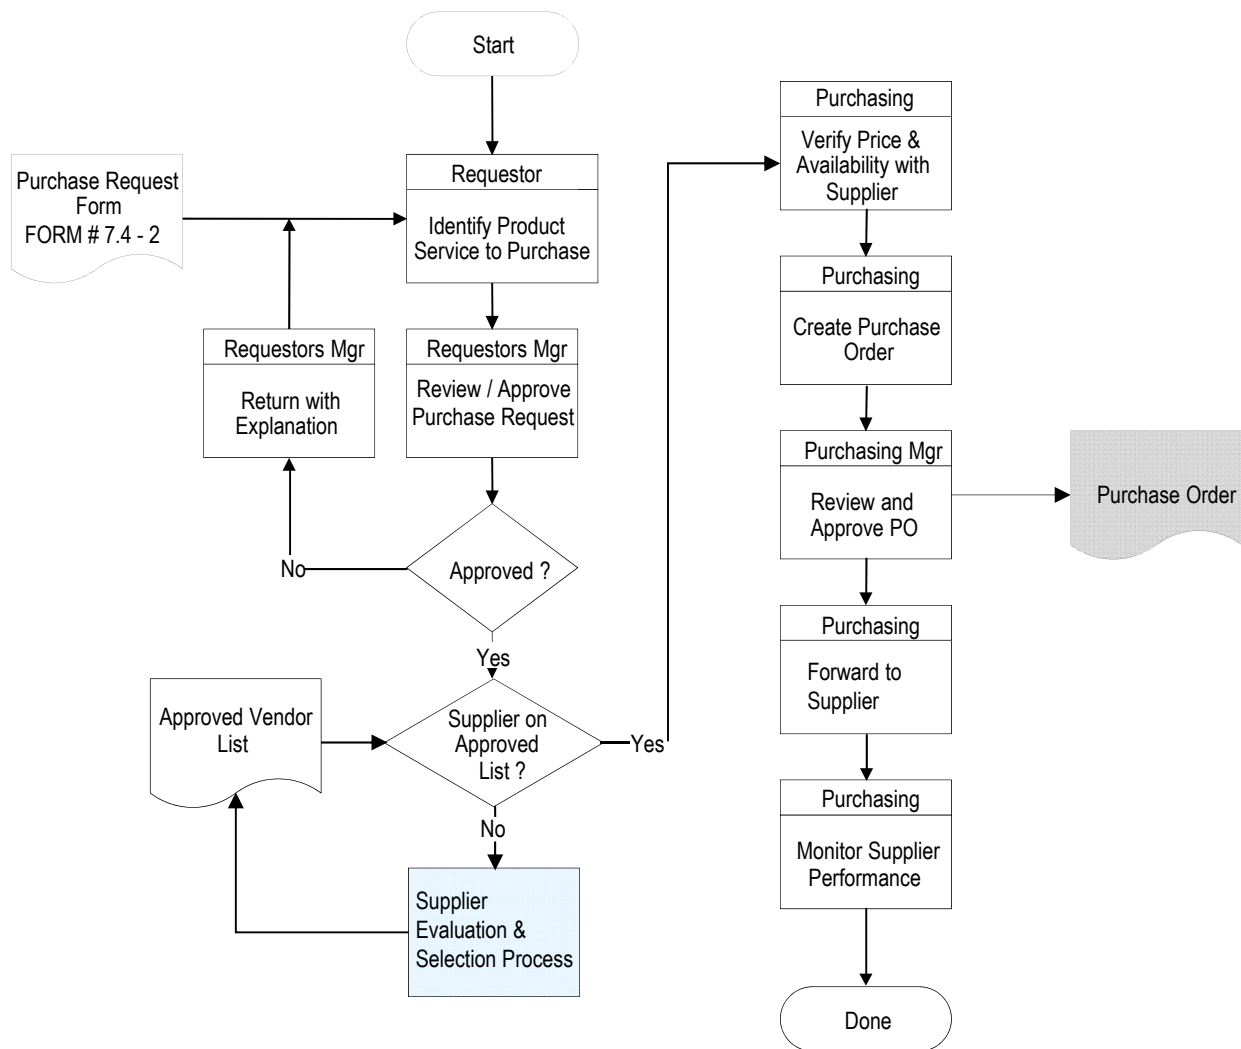 Start
Purchase Request
Form
FORM # 7.4 - 2
Requestor
Identify Product
Service to Purchase
Requestors Mgr
Return with
Explanation
Requestors Mgr
Review / Approve
Purchase Request
No
Approved ?
Yes
Approved Vendor
List
Supplier on
Approved
List ?
Yes
No
Supplier
Evaluation &
Selection Process
Purchasing
Verify Price &
Availability with
Supplier
Purchasing
Create Purchase
Order
Purchasing Mgr
Review and
Approve PO
Purchase Order
Purchasing
Forward to
Supplier
Purchasing
Monitor Supplier
Performance
Done